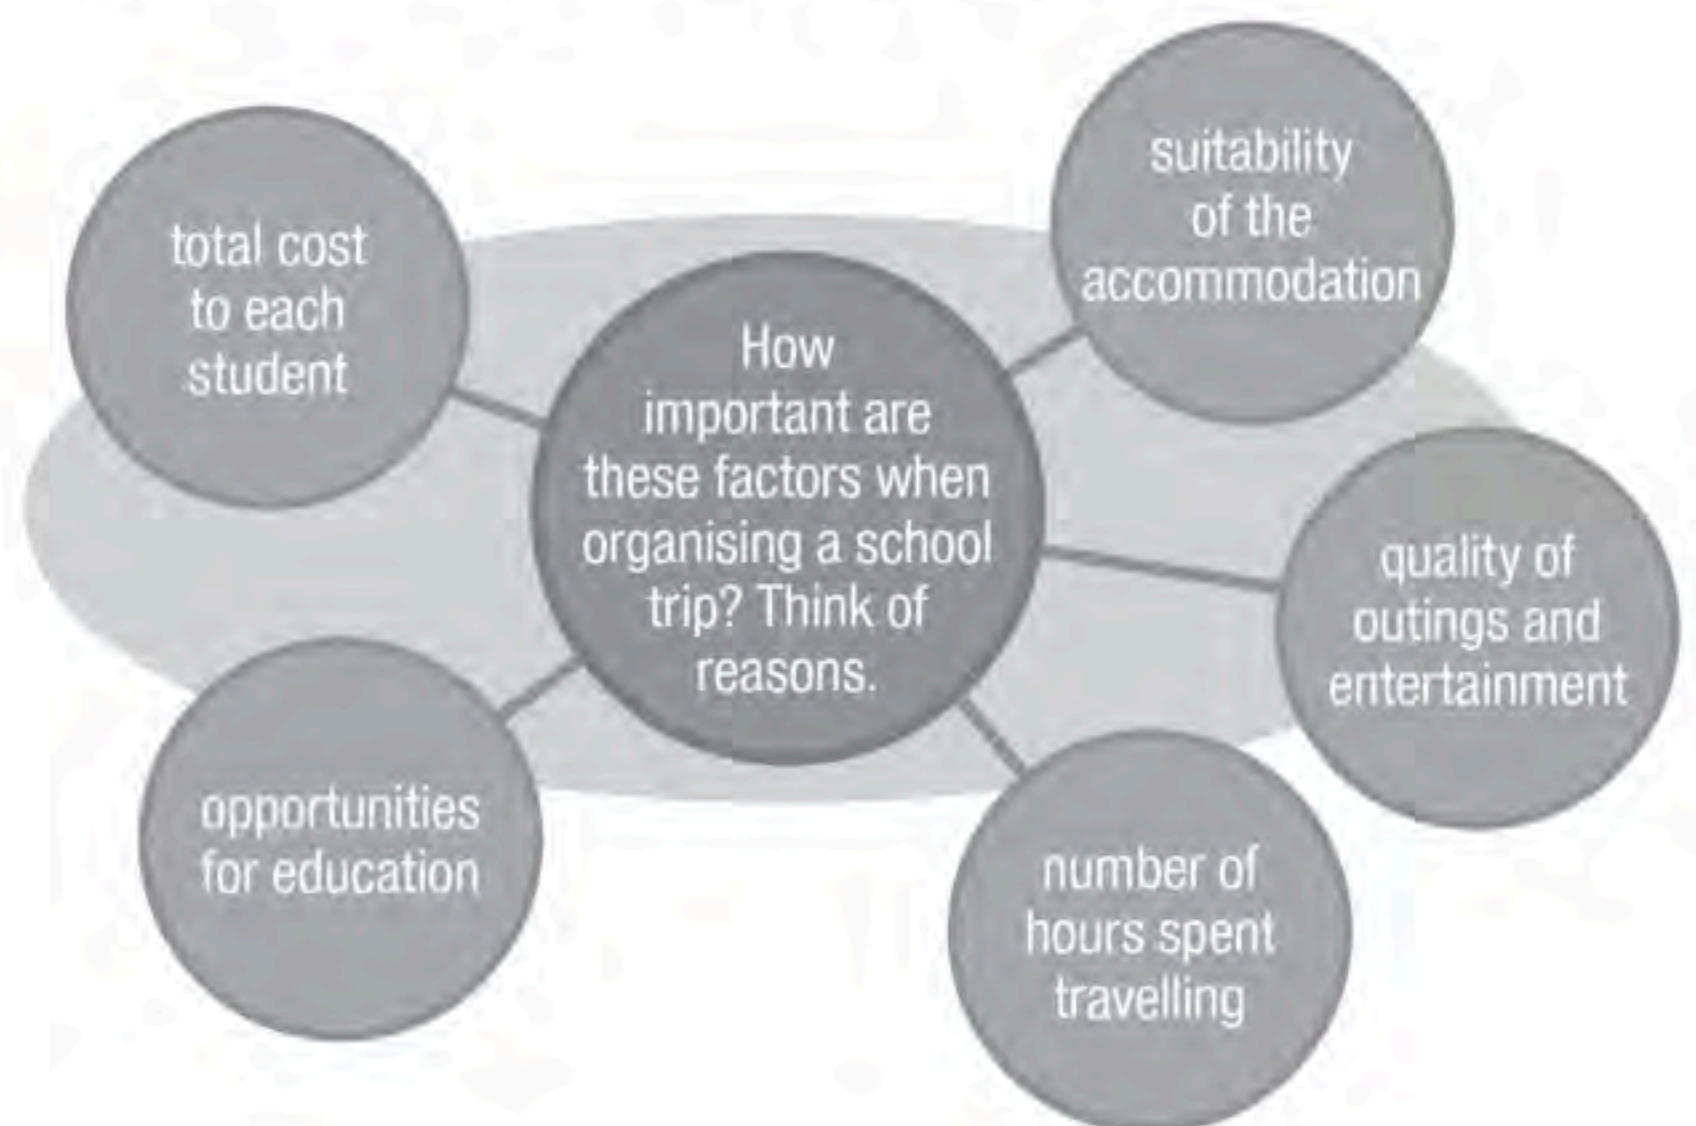 How
important are
these factors when
organising a school
trip? Think of
reasons.
total cost
to each
student
suitability
of the
accommodation
quality of
outings and
entertainment
number of
hours spent
travelling
opportunities
for education